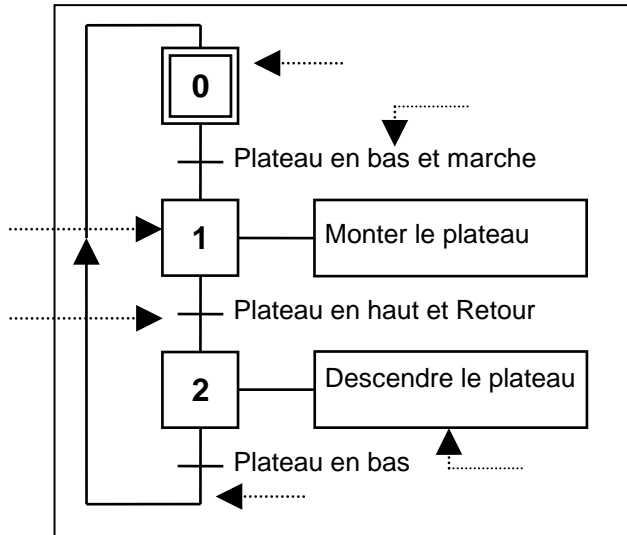 0
Plateau en bas et marche
1
Monter le plateau
Plateau en haut et Retour
2
Descendre le plateau
Plateau en bas